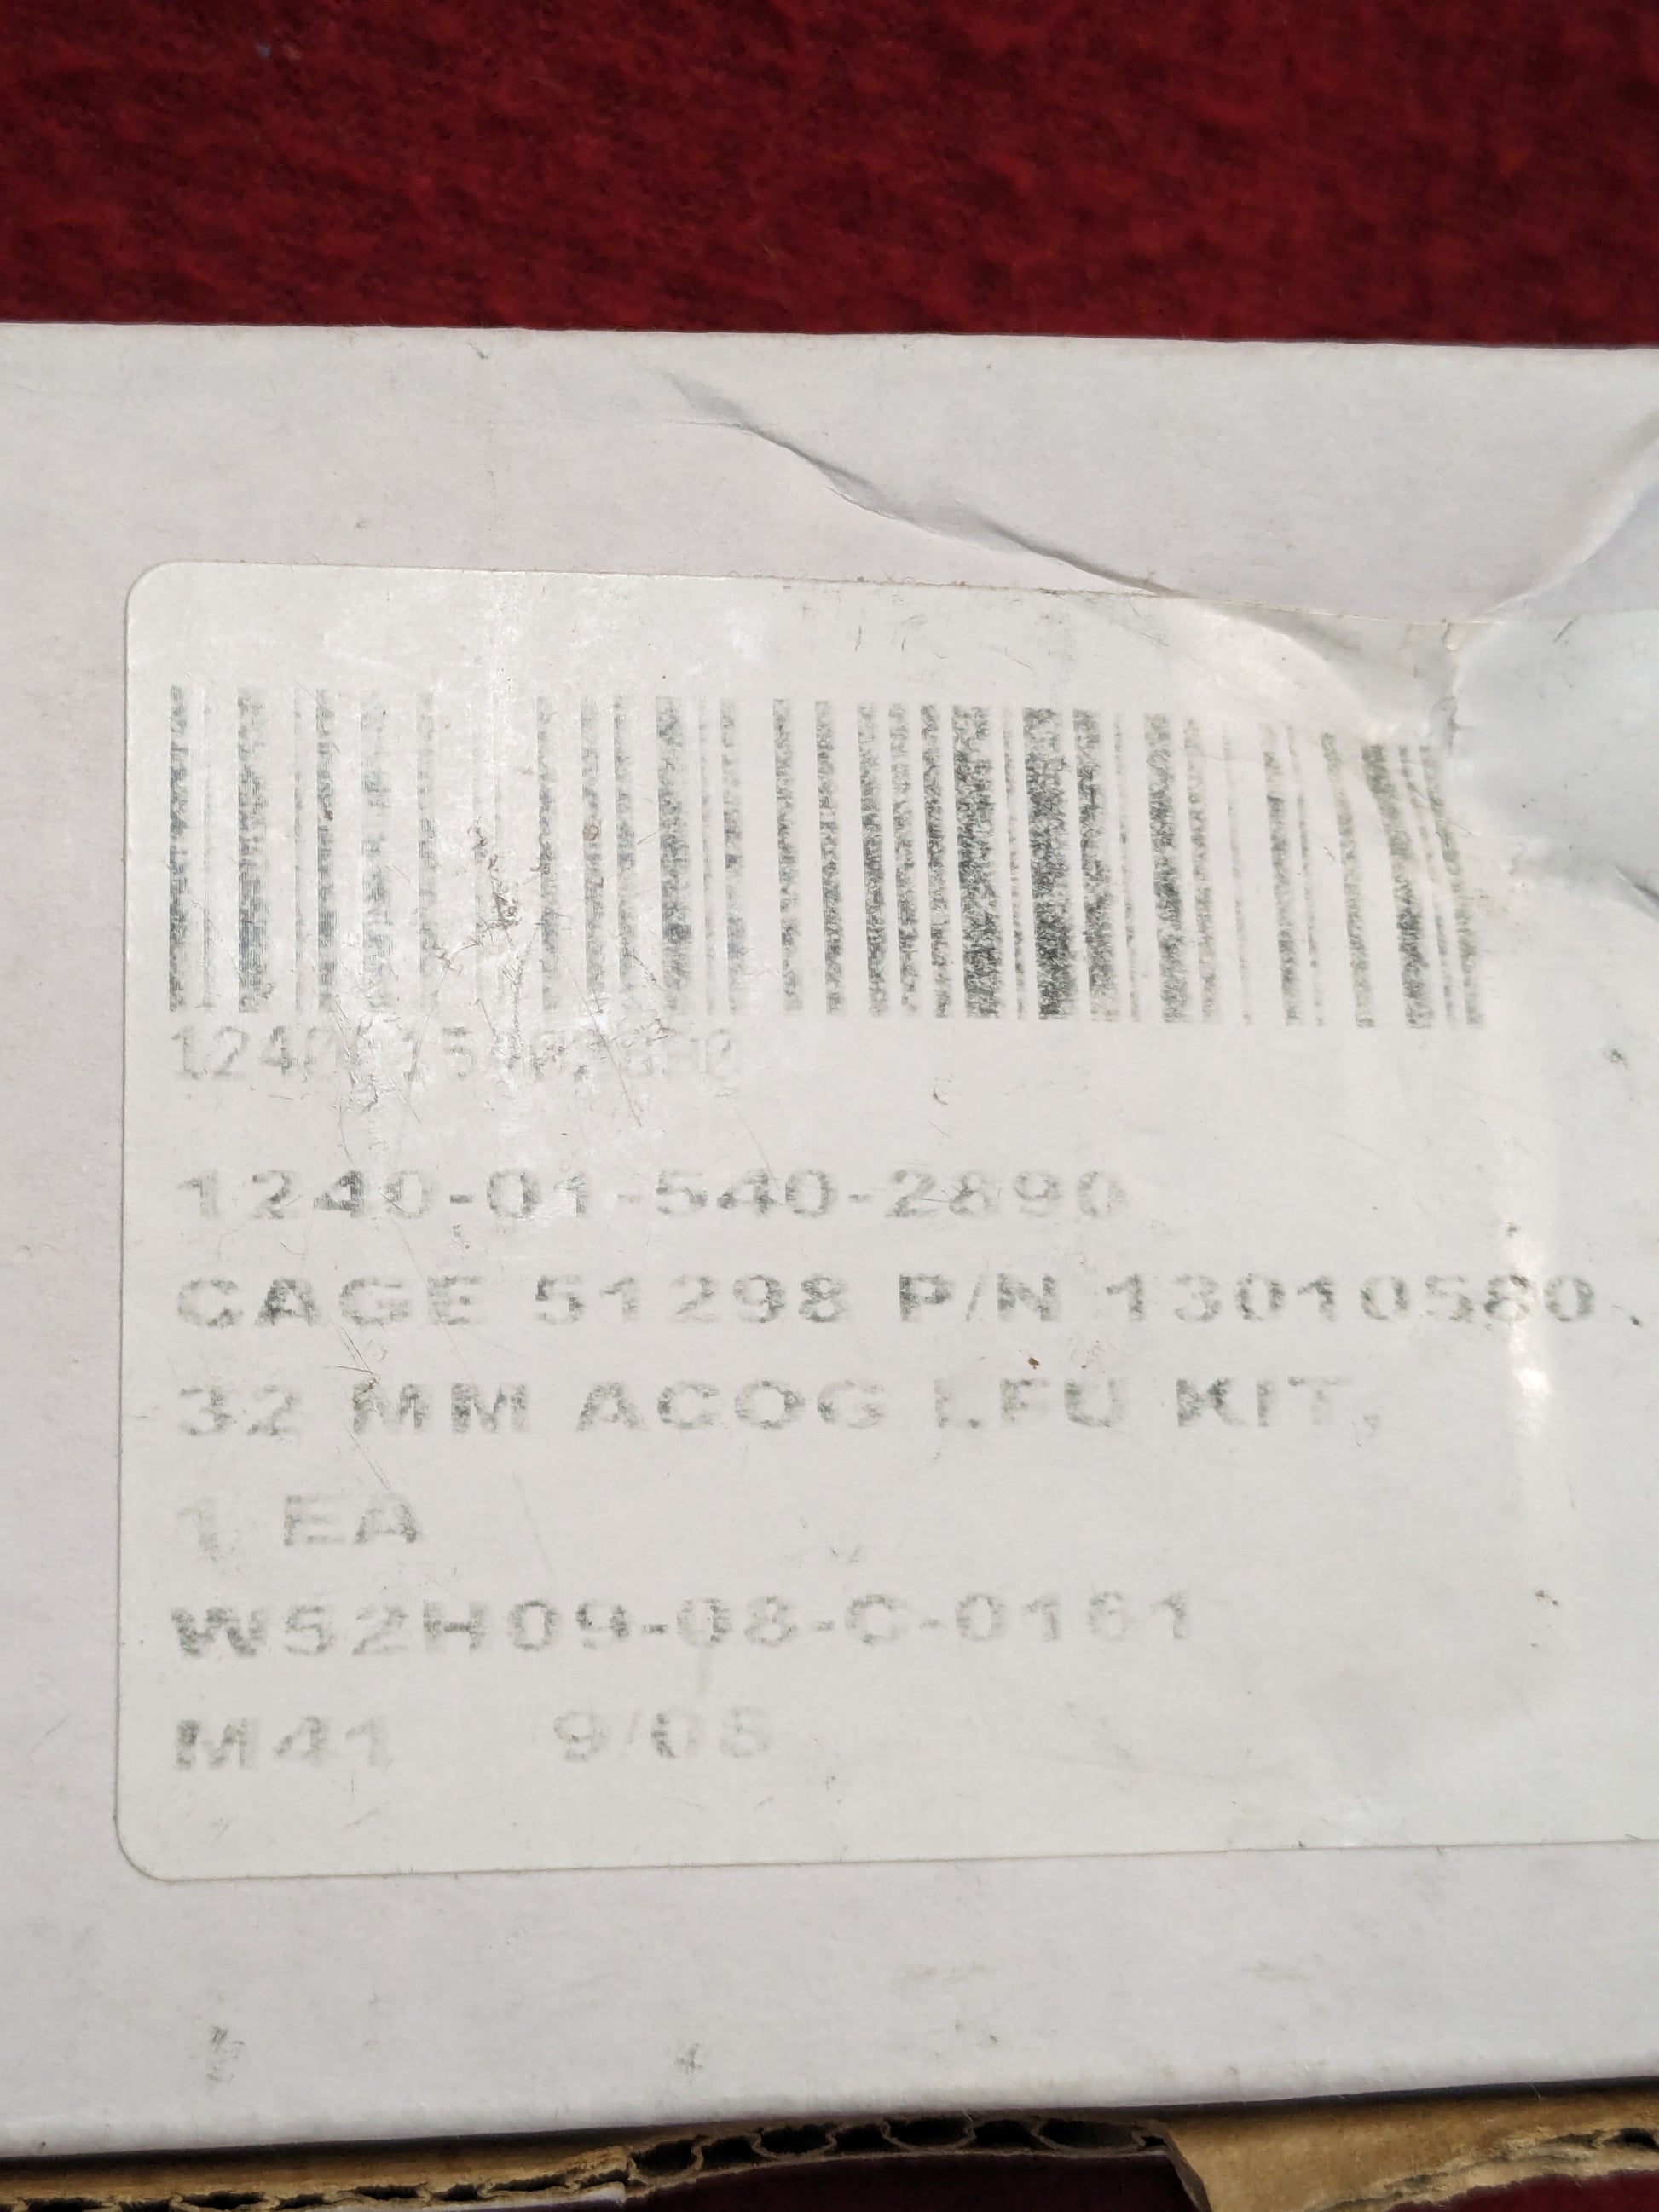 1240-01-540-2890
CAGE 51298 P/N 13010580.
32 MM ACOG LFU KIT,
1 EA
W52H09-08-C-0161
M41 9/08